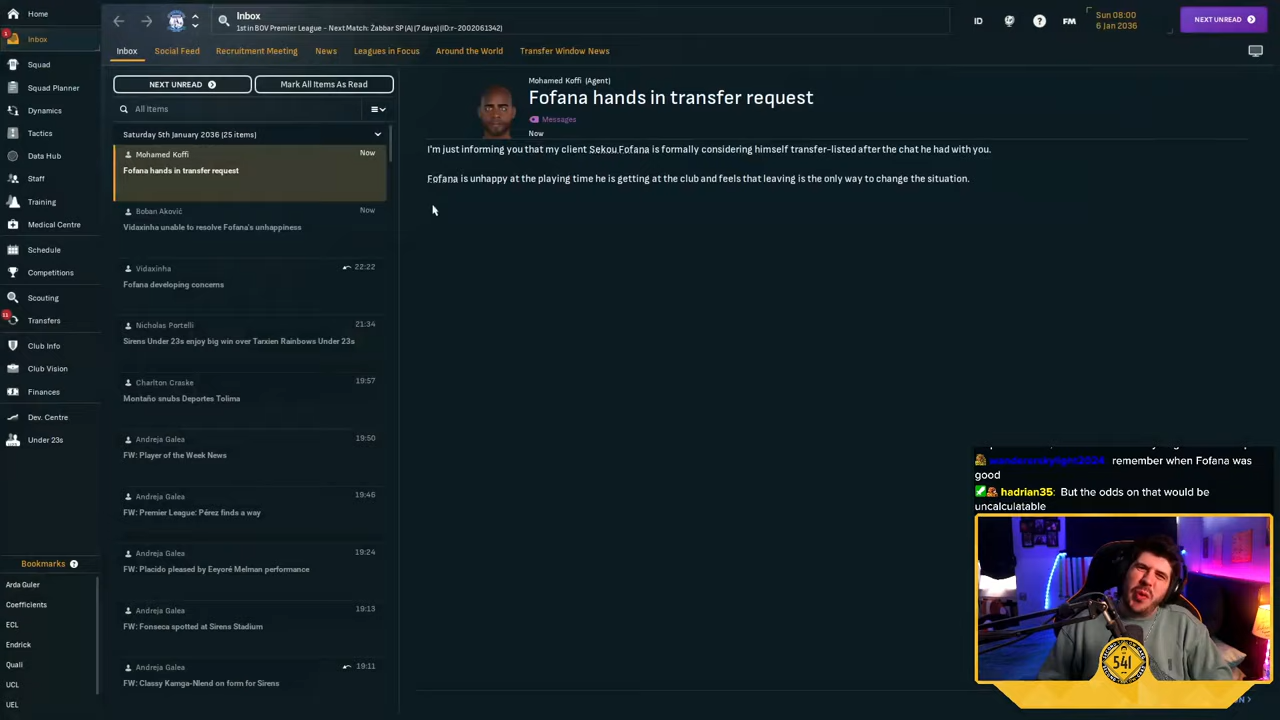 Home
Inbox
Squad
Squad Planner
Dynamics
Tactics
Data Hub
Staff
Training
Medical Centre
Schedule
Competitions
Scouting
Transfers
Club Info
Club Vision
Finances
Dev. Centre
Under 23s
1
11
Bookmarks ?
Arda Guler
Coefficients
ECL
Endrick
Quali
UCL
UEL
Inbox
1st in BOV Premier League - Next Match: Żabbar SP (A) (7 days) (ID:r-2002061342)
ID
?
FM
Sun 08:00
6 Jan 2036
NEXT UNREAD
Inbox Social Feed Recruitment Meeting News Leagues in Focus Around the World Transfer Window News
NEXT UNREAD
Mark All Items As Read
All Items
Saturday 5th January 2036 (25 items)
Mohamed Koffi Now
Fofana hands in transfer request
Boban Aković Now
Vidaxinha unable to resolve Fofana's unhappiness
Vidaxinha 22:22
Fofana developing concerns
Nicholas Portelli 21:34
Sirens Under 23s enjoy big win over Tarxien Rainbows Under 23s
Charlton Craske 19:57
Montaño snubs Deportes Tolima
Andreja Galea 19:50
FW: Player of the Week News
Andreja Galea 19:46
FW: Premier League: Pérez finds a way
Andreja Galea 19:24
FW: Placido pleased by Eeyoré Melman performance
Andreja Galea 19:13
FW: Fonseca spotted at Sirens Stadium
Andreja Galea 19:11
FW: Classy Kamga-Nlend on form for Sirens
Mohamed Koffi (Agent)
Fofana hands in transfer request
Messages
Now
I'm just informing you that my client Sekou Fofana is formally considering himself transfer-listed after the chat he had with you.
Fofana is unhappy at the playing time he is getting at the club and feels that leaving is the only way to change the situation.
remember when Fofana was
good
hadrian35: But the odds on that would be
uncalculatable
541